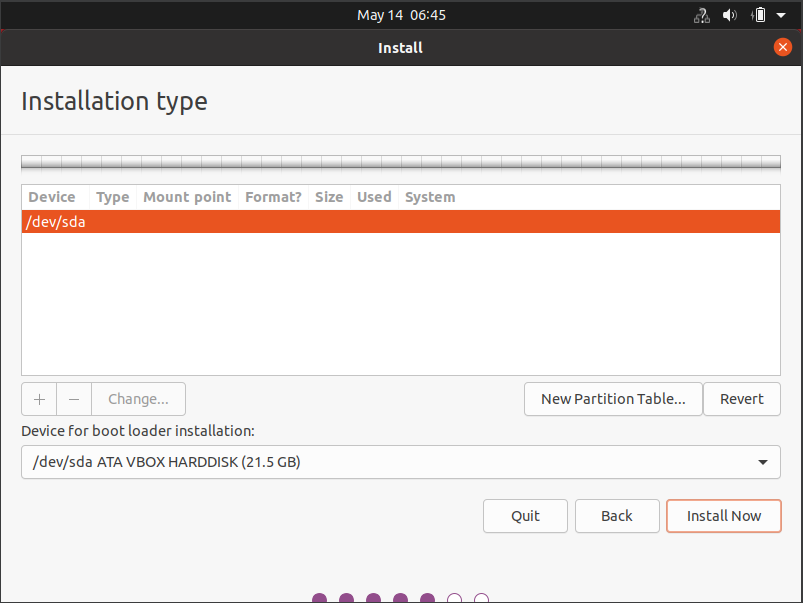 May 14 06:45
Install
Installation type
Device Type Mount point Format? Size Used System
/dev/sda
+ − Change... New Partition Table... Revert
Device for boot loader installation:
/dev/sda ATA VBOX HARDDISK (21.5 GB)
Quit Back Install Now